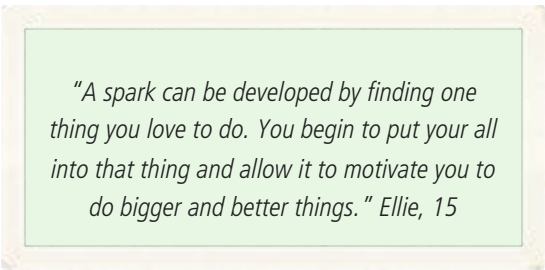 “A spark can be developed by finding one
thing you love to do. You begin to put your all
into that thing and allow it to motivate you to
do bigger and better things.” Ellie, 15